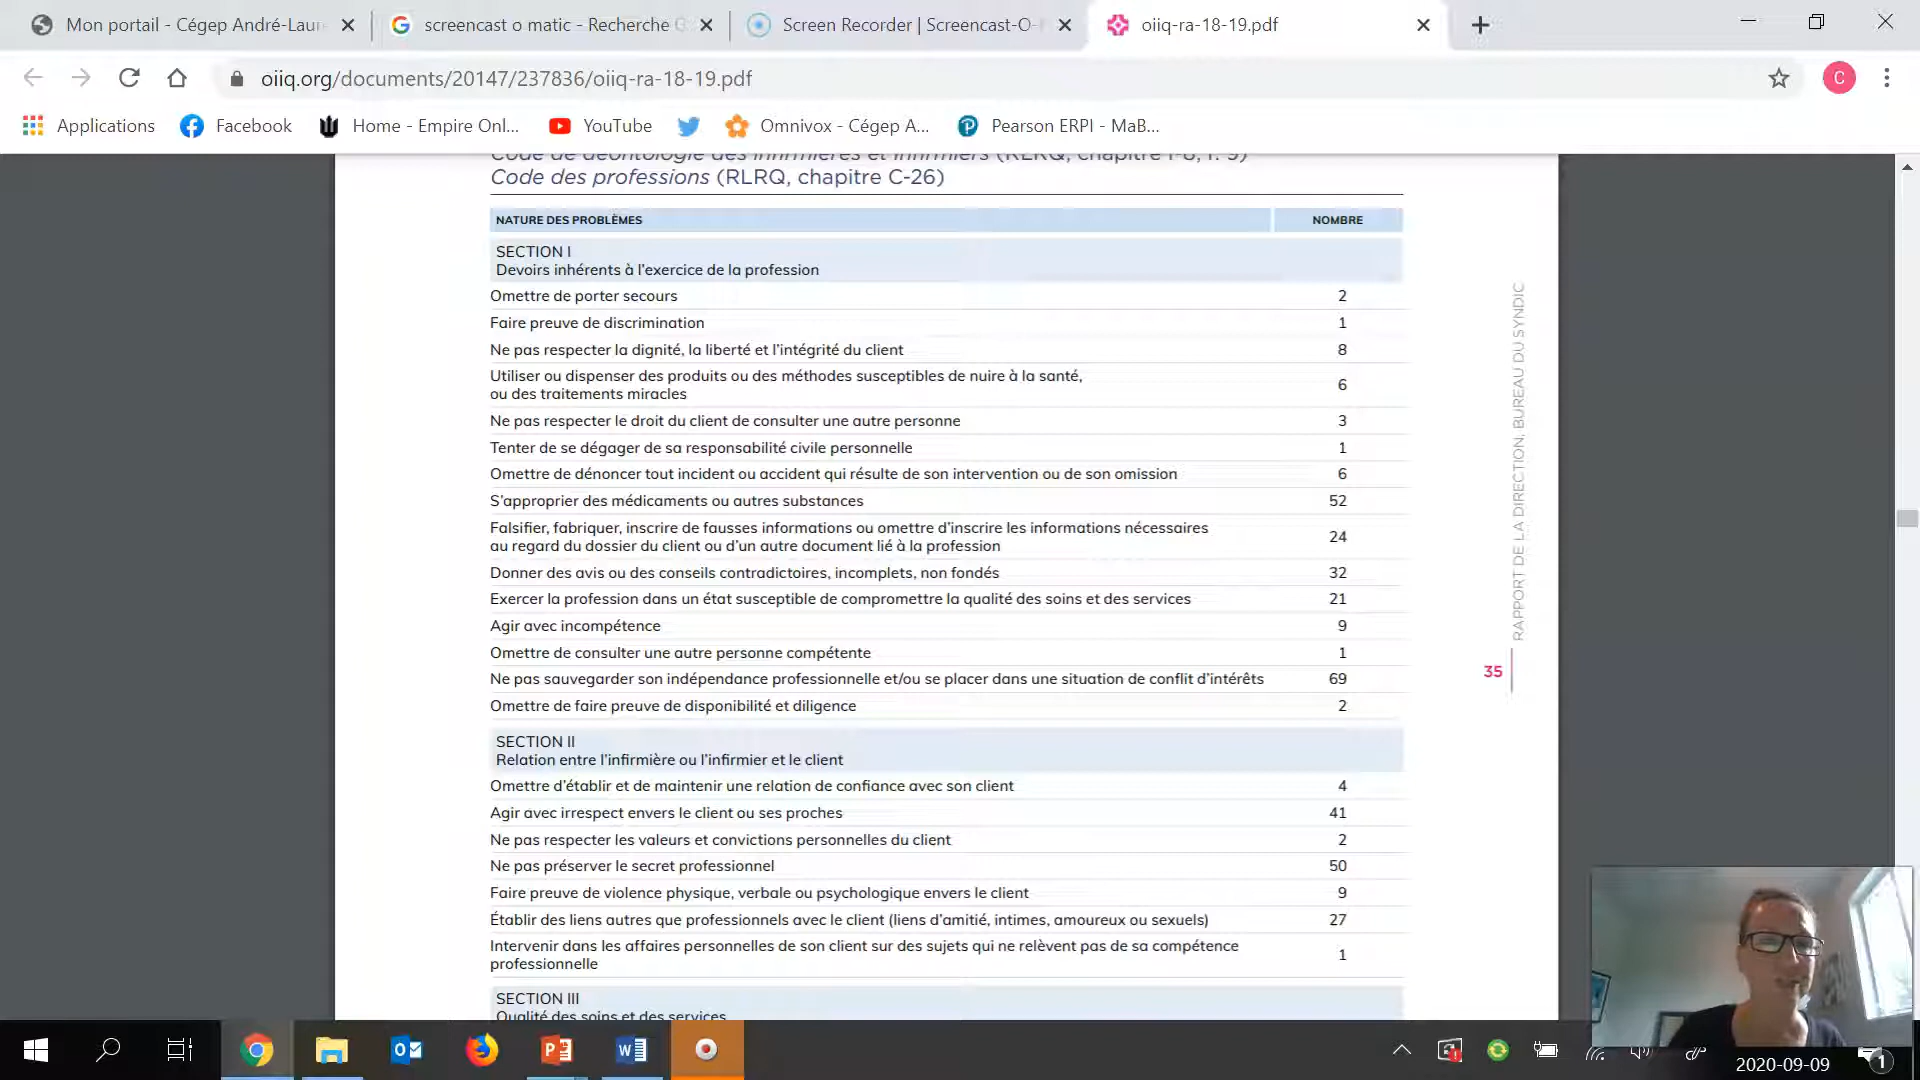 Mon portail - Cégep André-Laur
screencast o matic - Recherche G
Screen Recorder | Screencast-O-
oiiq-ra-18-19.pdf
oiiq.org/documents/20147/237836/oiiq-ra-18-19.pdf
C
Applications
Facebook
Home - Empire Onl...
YouTube
Omnivox - Cégep A...
Pearson ERPI - MaB...
Code de déontologie des infirmières et infirmiers (RLRQ, chapitre I-8, r. 9)
Code des professions (RLRQ, chapitre C-26)
NATURE DES PROBLÈMES NOMBRE
SECTION I
Devoirs inhérents à l'exercice de la profession
Omettre de porter secours 2
Faire preuve de discrimination 1
Ne pas respecter la dignité, la liberté et l'intégrité du client 8
Utiliser ou dispenser des produits ou des méthodes susceptibles de nuire à la santé,
ou des traitements miracles 6
Ne pas respecter le droit du client de consulter une autre personne 3
Tenter de se dégager de sa responsabilité civile personnelle 1
Omettre de dénoncer tout incident ou accident qui résulte de son intervention ou de son omission 6
S'approprier des médicaments ou autres substances 52
Falsifier, fabriquer, inscrire de fausses informations ou omettre d'inscrire les informations nécessaires
au regard du dossier du client ou d'un autre document lié à la profession 24
Donner des avis ou des conseils contradictoires, incomplets, non fondés 32
Exercer la profession dans un état susceptible de compromettre la qualité des soins et des services 21
Agir avec incompétence 9
Omettre de consulter une autre personne compétente 1
Ne pas sauvegarder son indépendance professionnelle et/ou se placer dans une situation de conflit d'intérêts 69
Omettre de faire preuve de disponibilité et diligence 2
SECTION II
Relation entre l'infirmière ou l'infirmier et le client
Omettre d'établir et de maintenir une relation de confiance avec son client 4
Agir avec irrespect envers le client ou ses proches 41
Ne pas respecter les valeurs et convictions personnelles du client 2
Ne pas préserver le secret professionnel 50
Faire preuve de violence physique, verbale ou psychologique envers le client 9
Établir des liens autres que professionnels avec le client (liens d'amitié, intimes, amoureux ou sexuels) 27
Intervenir dans les affaires personnelles de son client sur des sujets qui ne relèvent pas de sa compétence
professionnelle 1
SECTION III
Qualité des soins et des services
RAPPORT DE LA DIRECTION, BUREAU DU SYNDIC
35
2020-09-09
1